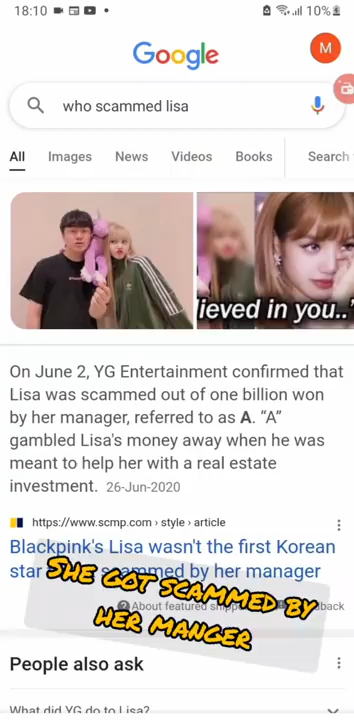 18:10
10%
Google
M
who scammed lisa
All Images News Videos Books Search
lieved in you..'
On June 2, YG Entertainment confirmed that
Lisa was scammed out of one billion won
by her manager, referred to as A. “A”
gambled Lisa's money away when he was
meant to help her with a real estate
investment. 26-Jun-2020
https://www.scmp.com › style › article
Blackpink's Lisa wasn't the first Korean
star scammed by her manager
SHE GOT SCAMMED BY
HER MANGER
About featured snippe back
People also ask
What did YG do to Lisa?